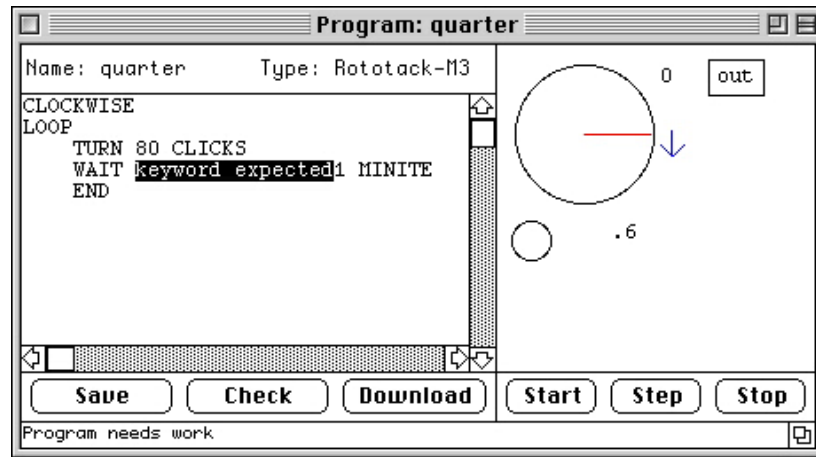 Program: quarter
Name: quarter Type: Rototack-M3
CLOCKWISE
LOOP
TURN 80 CLICKS
WAIT keyword expected1 MINITE
END
0 out
.6
Save Check Download Start Step Stop
Program needs work